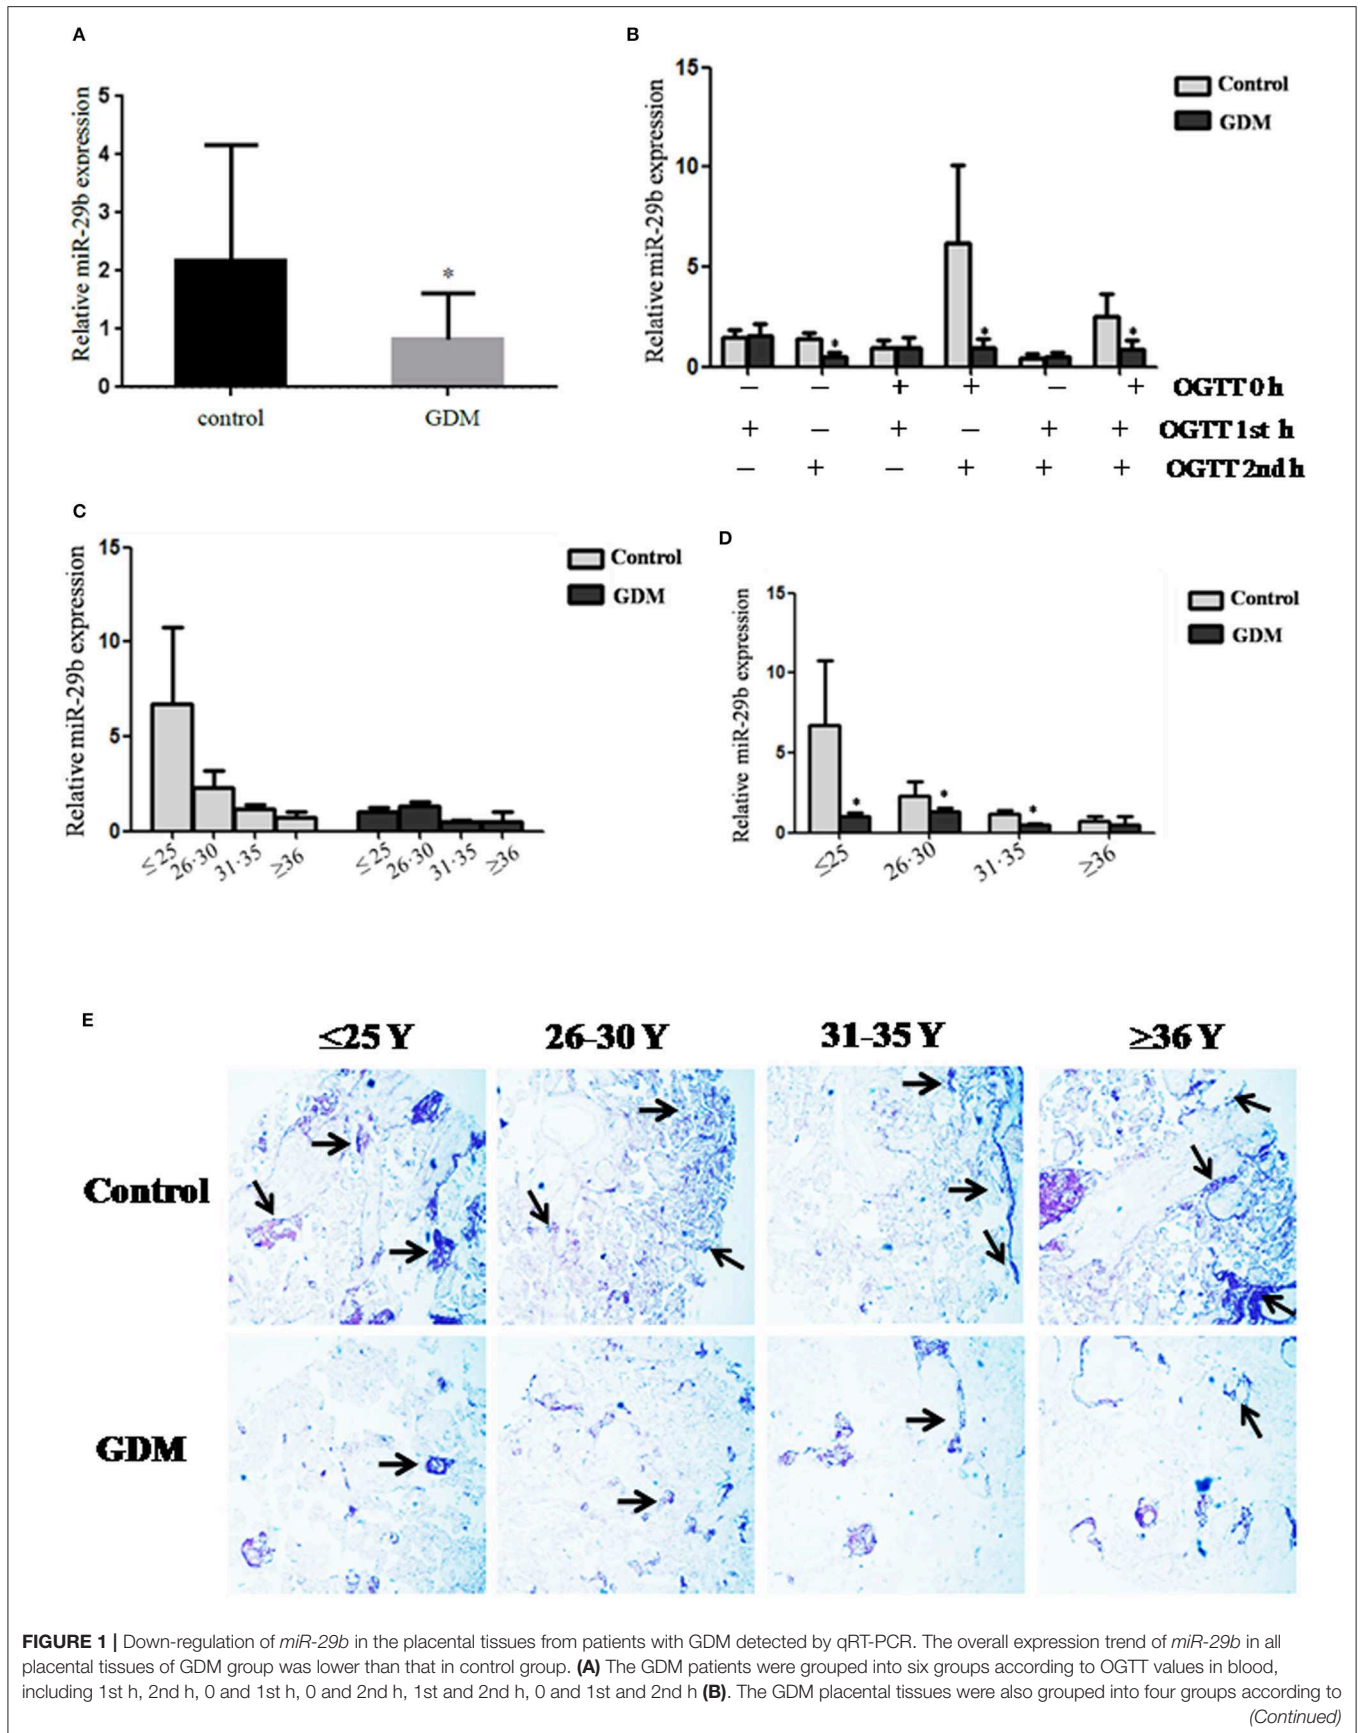 A
Relative miR-29b expression
5
4
3
2
1
0
*
control
GDM
B
Relative miR-29b expression
15
10
5
0
Control
GDM
* * *
– – + + – + OGTT 0 h
+ – + – + + OGTT 1st h
– + – + + + OGTT 2nd h
C
Relative miR-29b expression
15
10
5
0
Control
GDM
≤25 26-30 31-35 ≥36 ≤25 26-30 31-35 ≥36
D
Relative miR-29b expression
15
10
5
0
Control
GDM
* * *
≤25 26-30 31-35 ≥36
E
≤25 Y 26-30 Y 31-35 Y ≥36 Y
Control
GDM
FIGURE 1 | Down-regulation of miR-29b in the placental tissues from patients with GDM detected by qRT-PCR. The overall expression trend of miR-29b in all
placental tissues of GDM group was lower than that in control group. (A) The GDM patients were grouped into six groups according to OGTT values in blood,
including 1st h, 2nd h, 0 and 1st h, 0 and 2nd h, 1st and 2nd h, 0 and 1st and 2nd h (B). The GDM placental tissues were also grouped into four groups according to
(Continued)